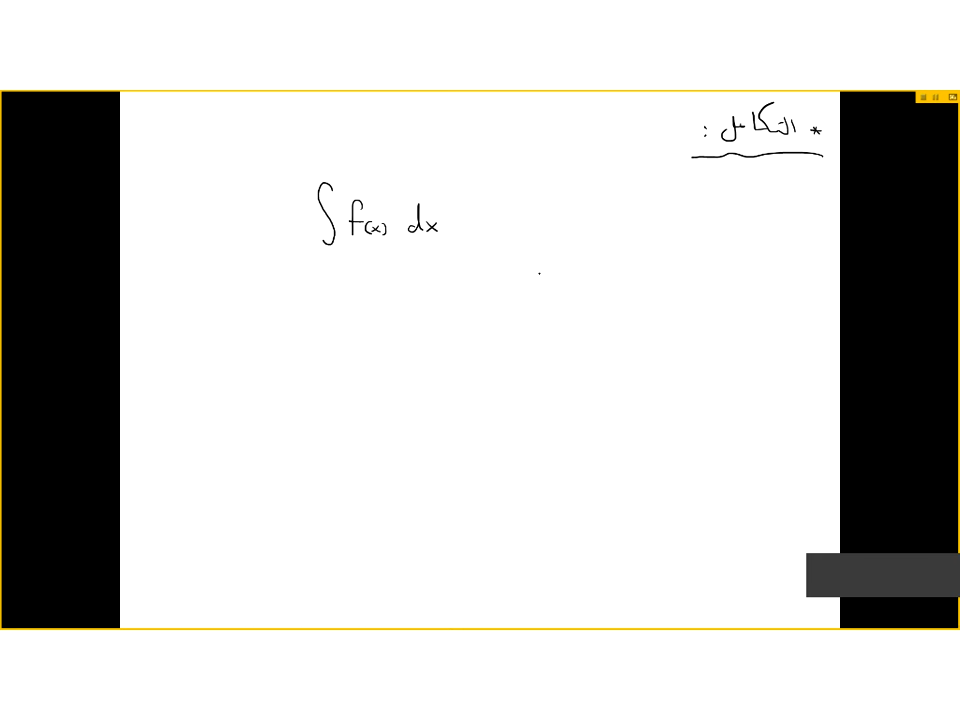 * التكامل :
∫ f(x) dx